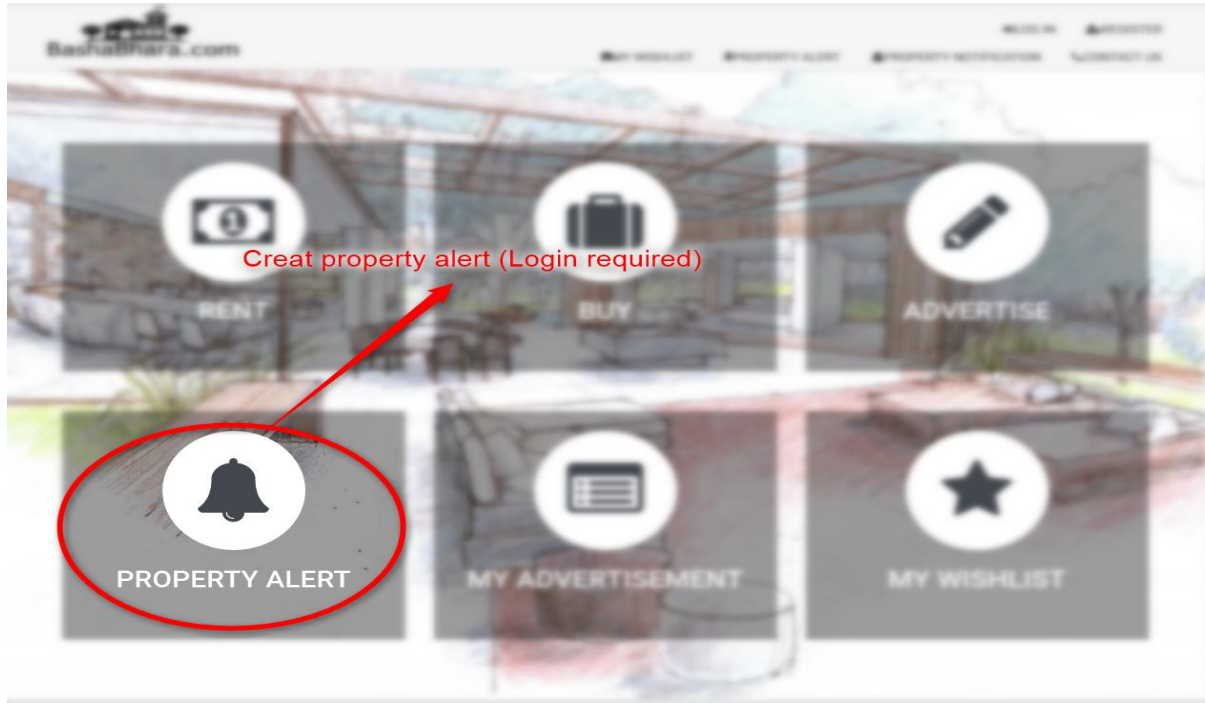 BashaBhara.com
LOG IN REGISTER
MY WISHLIST PROPERTY ALERT PROPERTY NOTIFICATION CONTACT US
Creat property alert (Login required)
RENT BUY ADVERTISE
PROPERTY ALERT MY ADVERTISEMENT MY WISHLIST